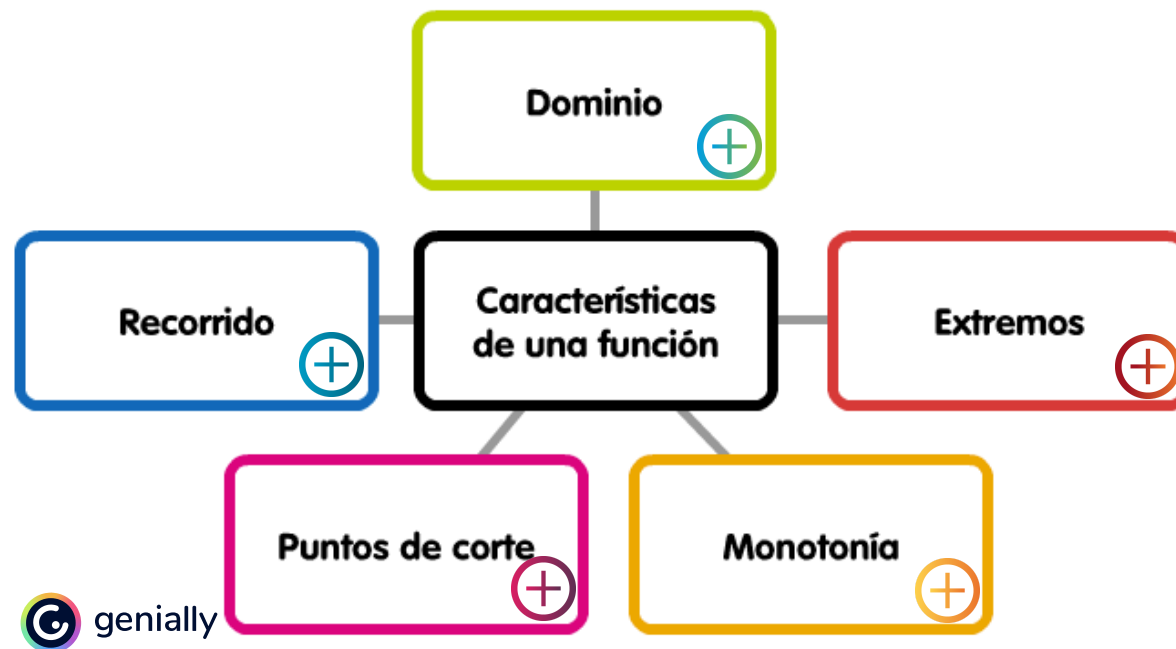 Dominio
Recorrido
Características
de una función
Extremos
Puntos de corte
Monotonía
genially